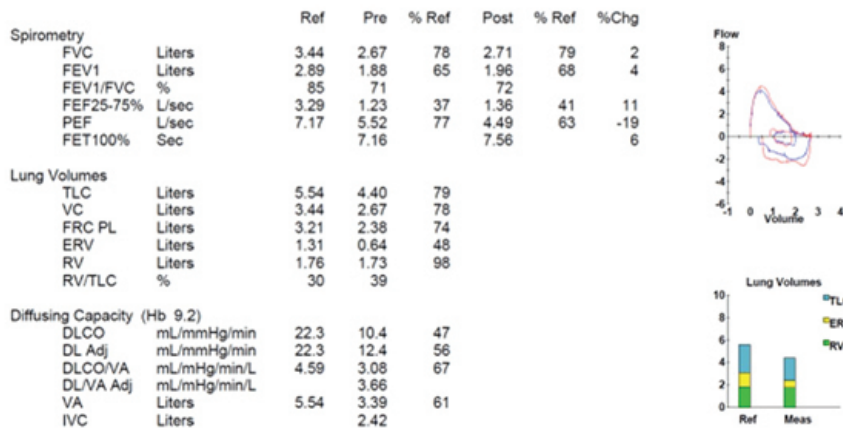 Ref Pre % Ref Post % Ref %Chg
Spirometry
FVC Liters 3.44 2.67 78 2.71 79 2
FEV1 Liters 2.89 1.88 65 1.96 68 4
FEV1/FVC % 85 71 72
FEF25-75% L/sec 3.29 1.23 37 1.36 41 11
PEF L/sec 7.17 5.52 77 4.49 63 -19
FET100% Sec 7.16 7.56 6
Lung Volumes
TLC Liters 5.54 4.40 79
VC Liters 3.44 2.67 78
FRC PL Liters 3.21 2.38 74
ERV Liters 1.31 0.64 48
RV Liters 1.76 1.73 98
RV/TLC % 30 39
Diffusing Capacity (Hb 9.2)
DLCO mL/mmHg/min 22.3 10.4 47
DL Adj mL/mmHg/min 22.3 12.4 56
DLCO/VA mL/mHg/min/L 4.59 3.08 67
DL/VA Adj mL/mHg/min/L 3.66
VA Liters 5.54 3.39 61
IVC Liters 2.42
Flow
8
6
4
2
0
-2
-4
-6
-1 0 1 2 3 4
Volume
Lung Volumes
10
8
6
4
2
0
TL
ER
RV
Ref Meas